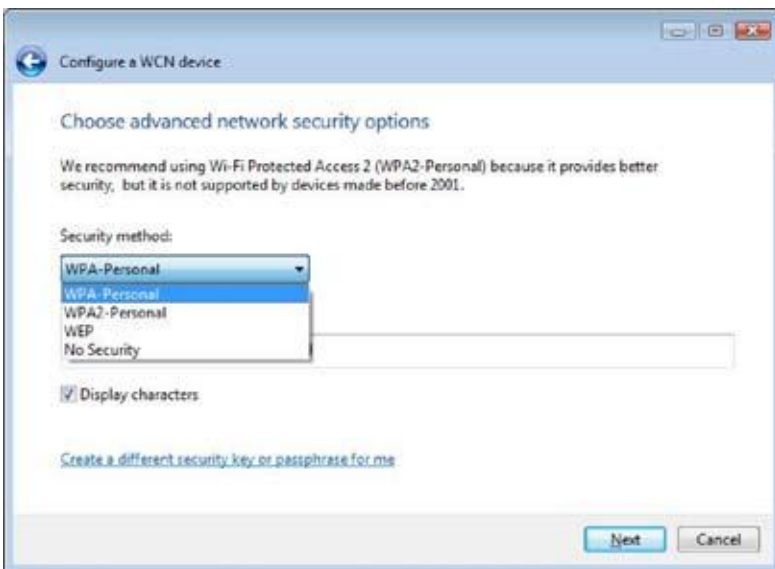 Configure a WCN device
Choose advanced network security options
We recommend using Wi-Fi Protected Access 2 (WPA2-Personal) because it provides better
security, but it is not supported by devices made before 2001.
Security method:
WPA-Personal
WPA-Personal
WPA2-Personal
WEP
No Security
Display characters
Create a different security key or passphrase for me
Next
Cancel